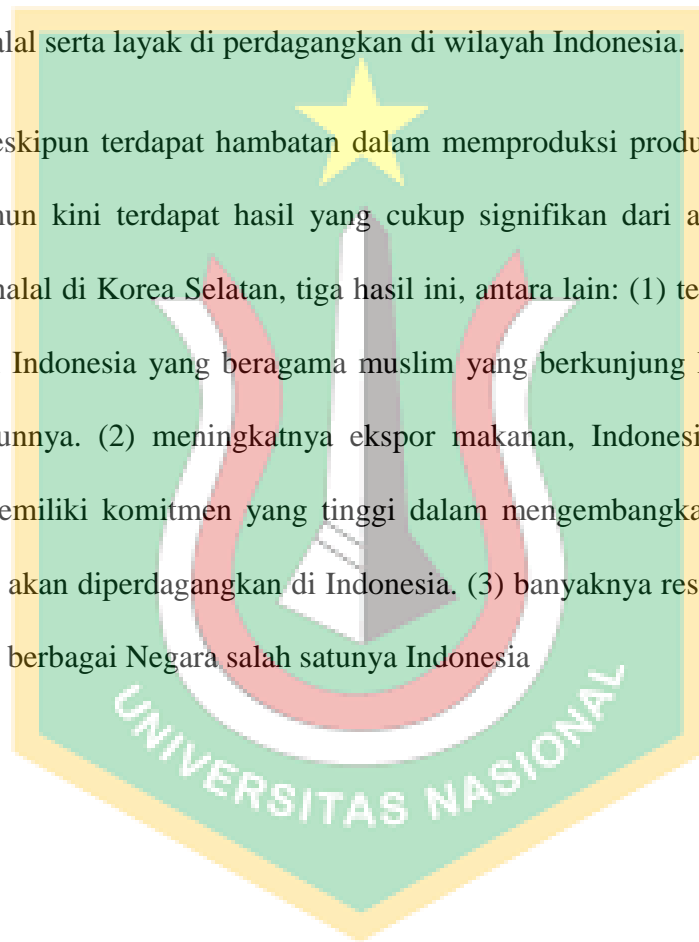 alal serta layak di perdagangkan di wilayah Indonesia.
eskipun terdapat hambatan dalam memproduksi produ
nun kini terdapat hasil yang cukup signifikan dari a
halal di Korea Selatan, tiga hasil ini, antara lain: (1) te
Indonesia yang beragama muslim yang berkunjung
unnya. (2) meningkatnya ekspor makanan, Indonesi
emiliki komitmen yang tinggi dalam mengembangka
akan diperdagangkan di Indonesia. (3) banyaknya res
berbagai Negara salah satunya Indonesia
UNIVERSITAS NASIONAL